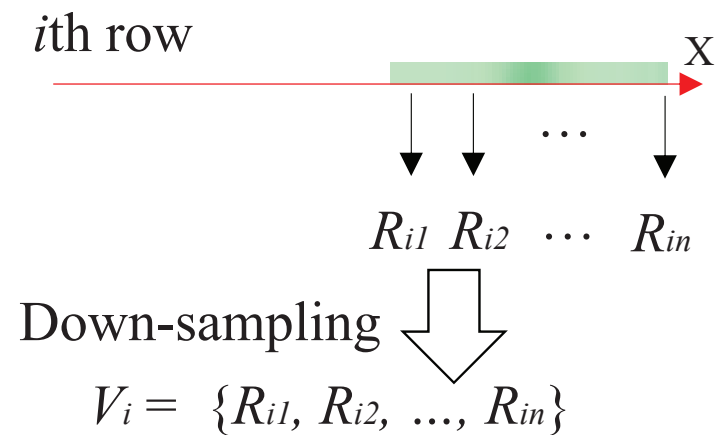 ith row
X
...
Ri1 Ri2 ... Rin
Down-sampling
Vi = {Ri1, Ri2, ..., Rin}